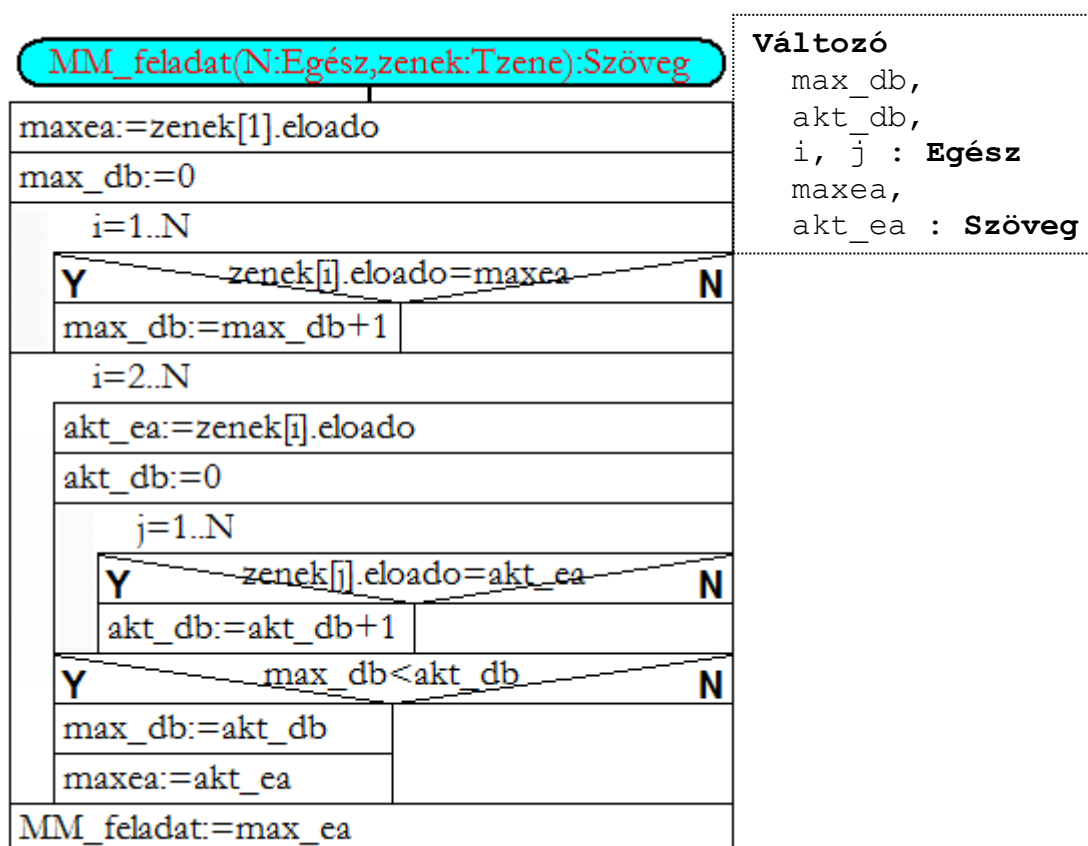 MM_feladat(N:Egész,zenek:Tzene):Szöveg
maxea:=zenek[1].eloado
max_db:=0
i=1..N
Y zenek[i].eloado=maxea N
max_db:=max_db+1
i=2..N
akt_ea:=zenek[i].eloado
akt_db:=0
j=1..N
Y zenek[j].eloado=akt_ea N
akt_db:=akt_db+1
Y max_db<akt_db N
max_db:=akt_db
maxea:=akt_ea
MM_feladat:=max_ea
Változó
max_db,
akt_db,
i, j : Egész
maxea,
akt_ea : Szöveg